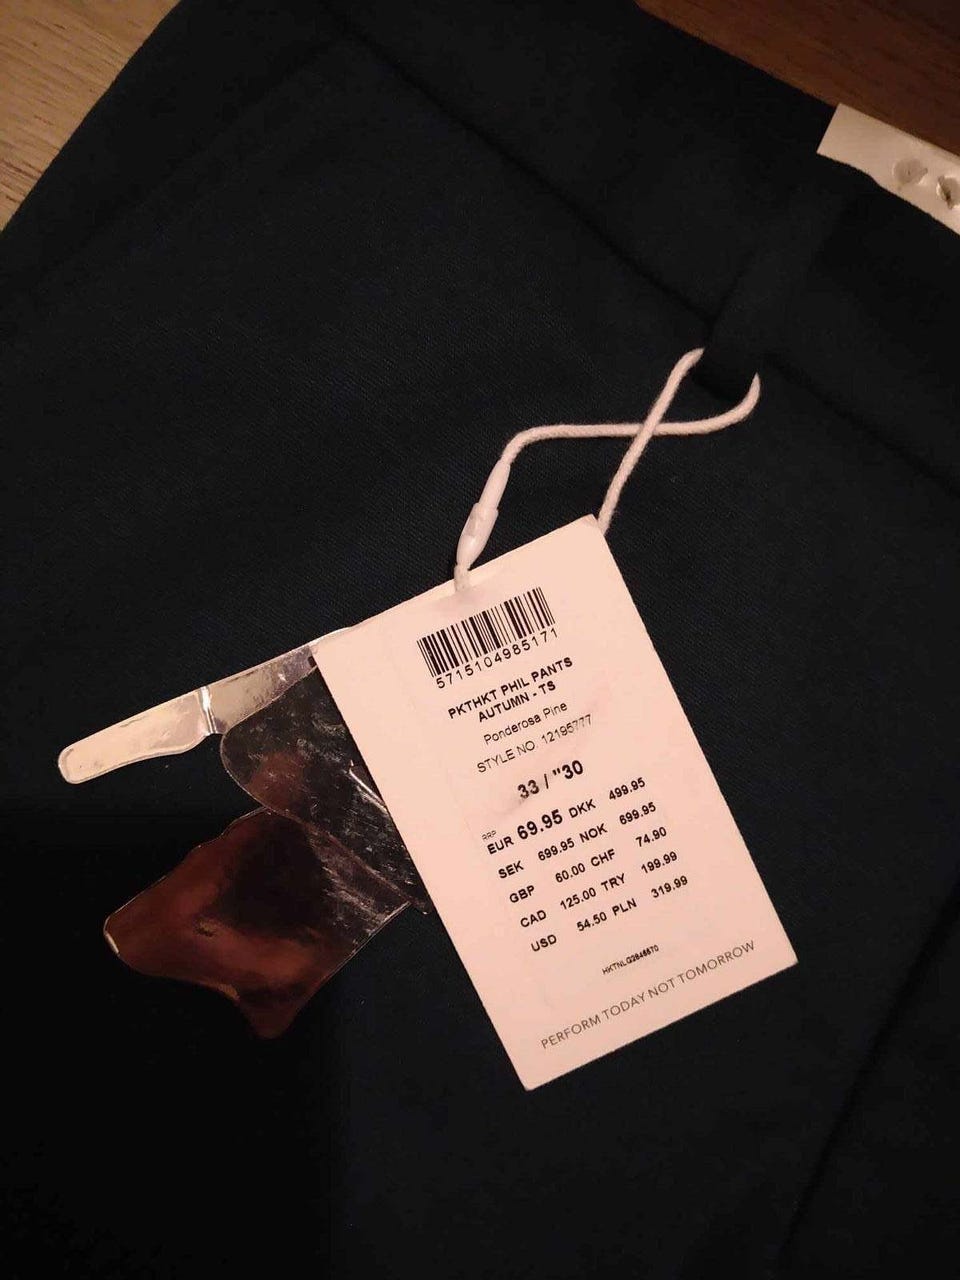 5715104985171
PKTHKT PHIL PANTS
AUTUMN - TS
Ponderosa Pine
STYLE NO. 12195777
33 / "30
RRP
EUR 69.95 DKK 499.95
SEK 699.95 NOK 699.95
GBP 60.00 CHF 74.90
CAD 125.00 TRY 199.99
USD 54.50 PLN 319.99
PERFORM TODAY NOT TOMORROW